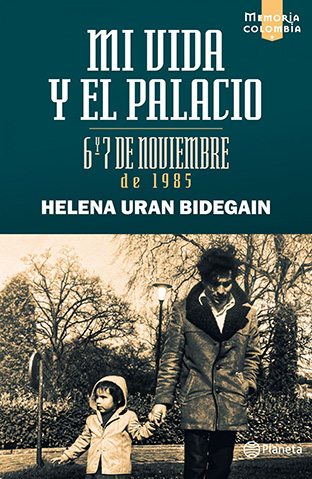 MEMORIA
COLOMBIA
MI VIDA
Y EL PALACIO
6 Y 7 DE NOVIEMBRE
de 1985
HELENA URAN BIDEGAIN
Planeta